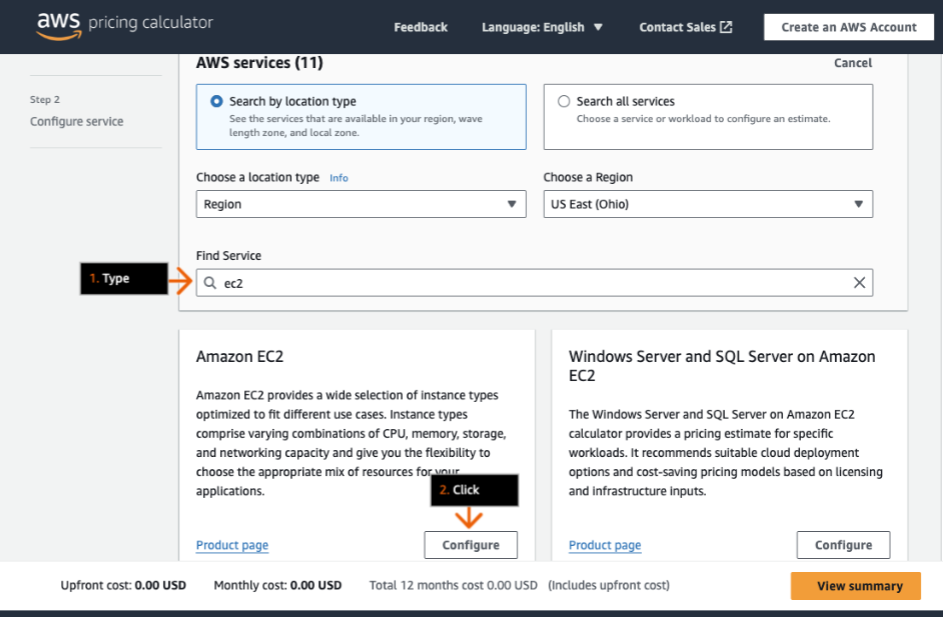 aws pricing calculator
Feedback
Language: English
Contact Sales
Create an AWS Account
AWS services (11)
Cancel
Step 2
Configure service
Search by location type
See the services that are available in your region, wave
length zone, and local zone.
Search all services
Choose a service or workload to configure an estimate.
Choose a location type Info
Region
Choose a Region
US East (Ohio)
Find Service
1. Type
ec2
Amazon EC2
Amazon EC2 provides a wide selection of instance types
optimized to fit different use cases. Instance types
comprise varying combinations of CPU, memory, storage,
and networking capacity and give you the flexibility to
choose the appropriate mix of resources for your
applications.
2. Click
Product page
Configure
Windows Server and SQL Server on Amazon
EC2
The Windows Server and SQL Server on Amazon EC2
calculator provides a pricing estimate for specific
workloads. It recommends suitable cloud deployment
options and cost-saving pricing models based on licensing
and infrastructure inputs.
Product page
Configure
Upfront cost: 0.00 USD
Monthly cost: 0.00 USD
Total 12 months cost 0.00 USD (Includes upfront cost)
View summary